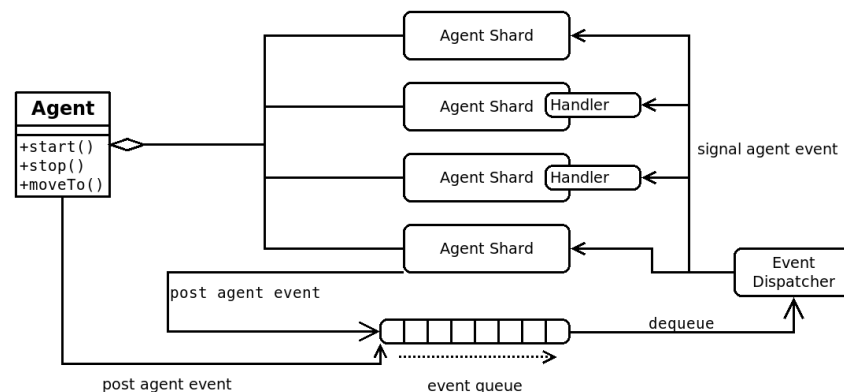 Agent
+start()
+stop()
+moveTo()
Agent Shard
Agent Shard
Handler
Agent Shard
Handler
Agent Shard
signal agent event
Event
Dispatcher
post agent event
dequeue
post agent event
event queue